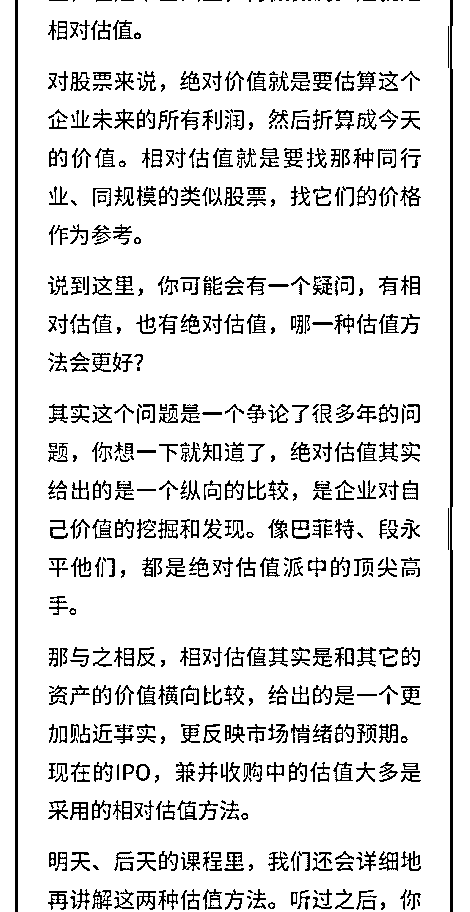 相对估值。
对股票来说，绝对价值就是要估算这个
企业未来的所有利润，然后折算成今天
的价值。相对估值就是要找那种同行
业、同规模的类似股票，找它们的价格
作为参考。
说到这里，你可能会有一个疑问，有相
对估值，也有绝对估值，哪一种估值方
法会更好？
其实这个问题是一个争论了很多年的问
题，你想一下就知道了，绝对估值其实
给出的是一个纵向的比较，是企业对自
己价值的挖掘和发现。像巴菲特、段永
平他们，都是绝对估值派中的顶尖高
手。
那与之相反，相对估值其实是和其它的
资产的价值横向比较，给出的是一个更
加贴近事实，更反映市场情绪的预期。
现在的IPO，兼并收购中的估值大多是
采用的相对估值方法。
明天、后天的课程里，我们还会详细地
再讲解这两种估值方法。听过之后，你